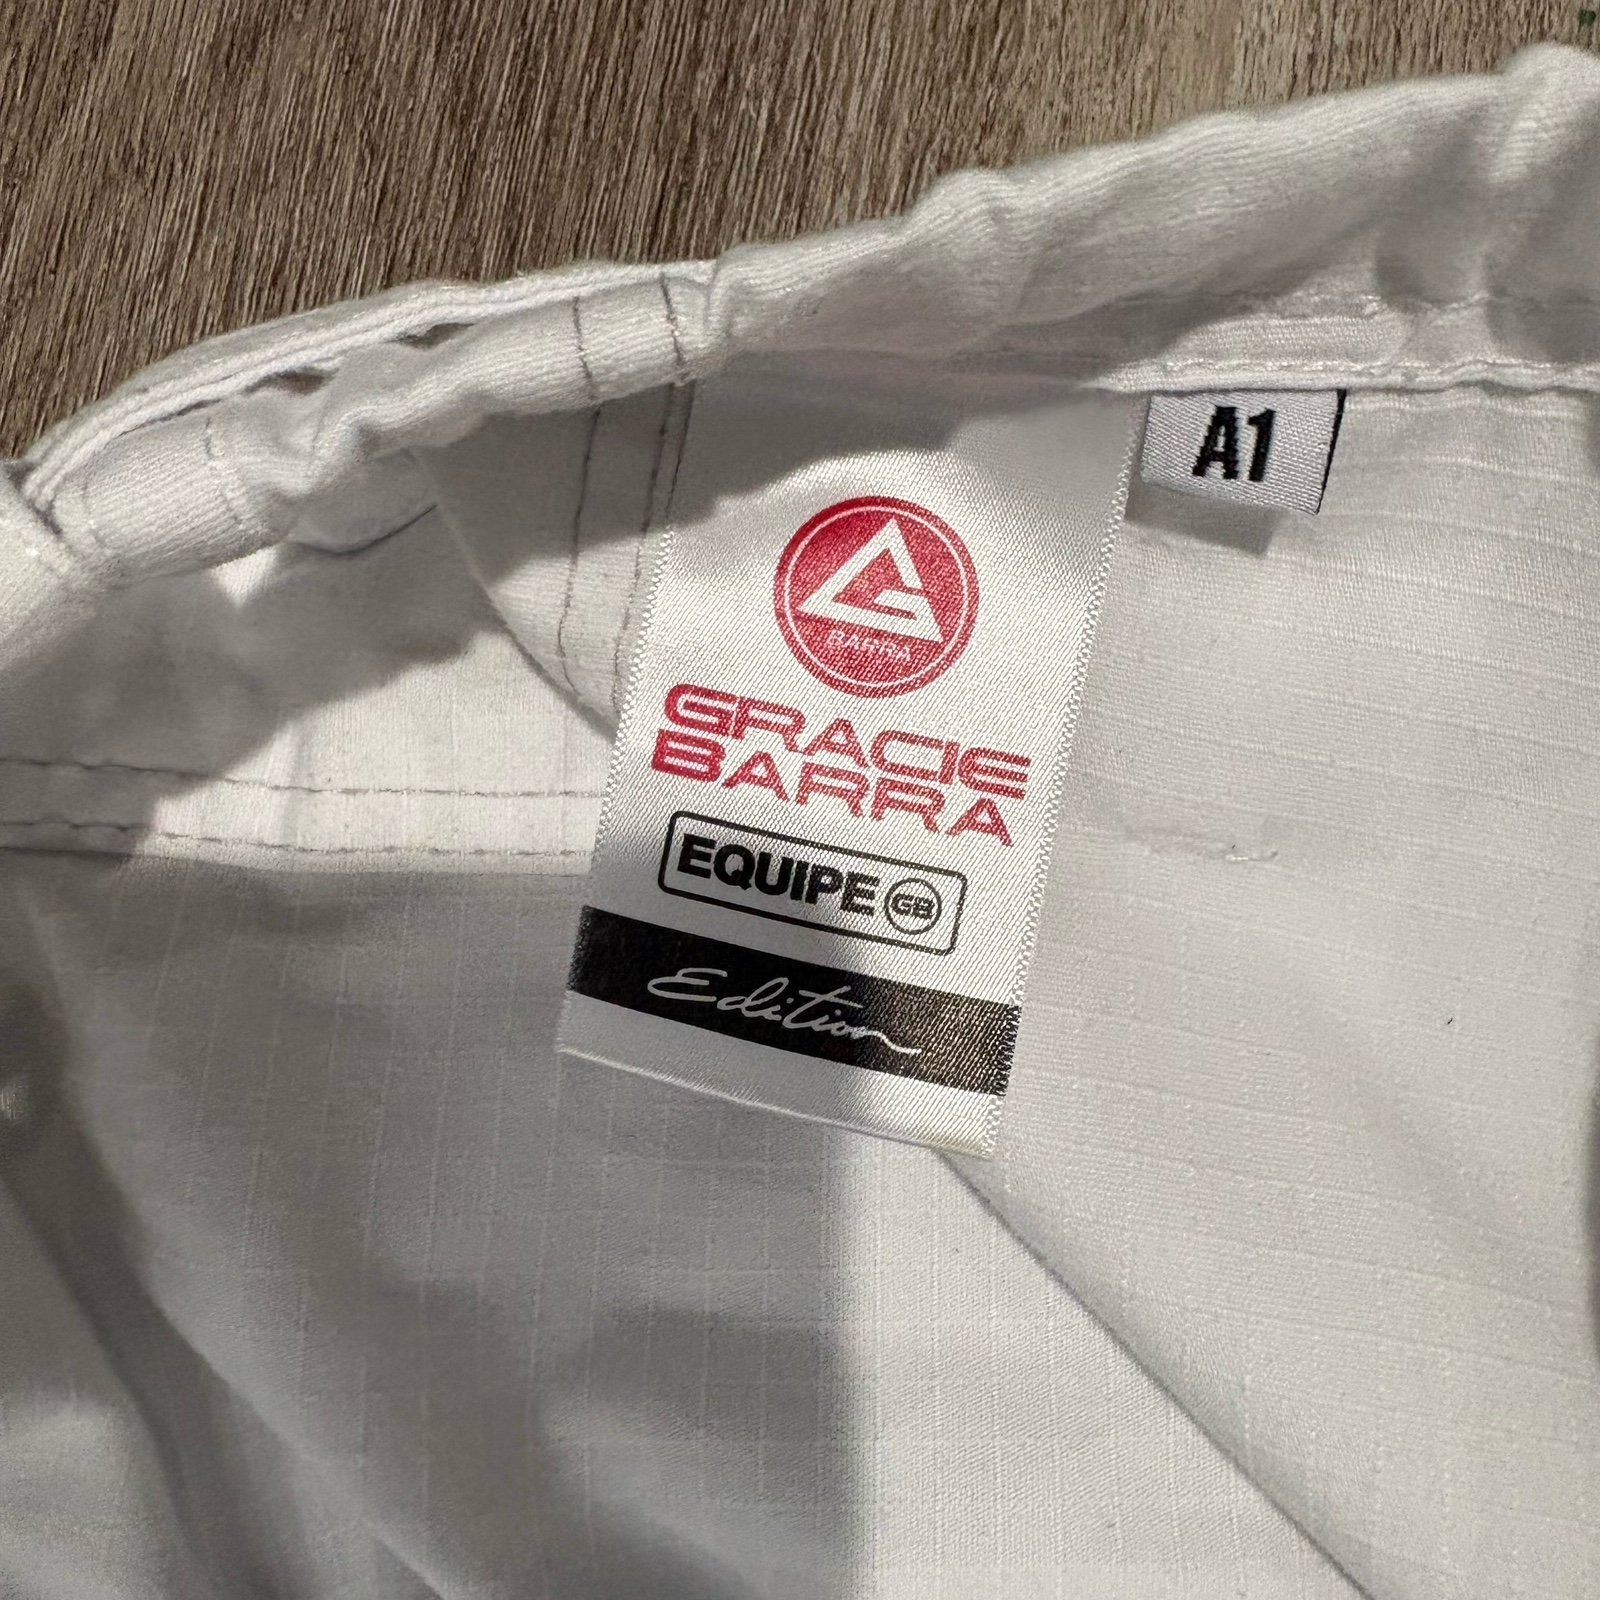 A1
BARRA
GRACIE
BARRA
EQUIPE GB
Edition